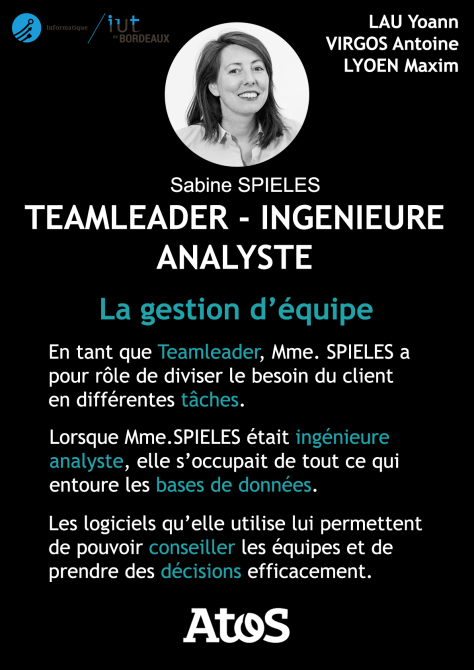 Informatique
iut
DE BORDEAUX
LAU Yoann
VIRGOS Antoine
LYOEN Maxim
Sabine SPIELES
TEAMLEADER - INGENIEURE
ANALYSTE
La gestion d’équipe
En tant que Teamleader, Mme. SPIELES a
pour rôle de diviser le besoin du client
en différentes tâches.
Lorsque Mme.SPIELES était ingénieure
analyste, elle s’occupait de tout ce qui
entoure les bases de données.
Les logiciels qu’elle utilise lui permettent
de pouvoir conseiller les équipes et de
prendre des décisions efficacement.
Atos